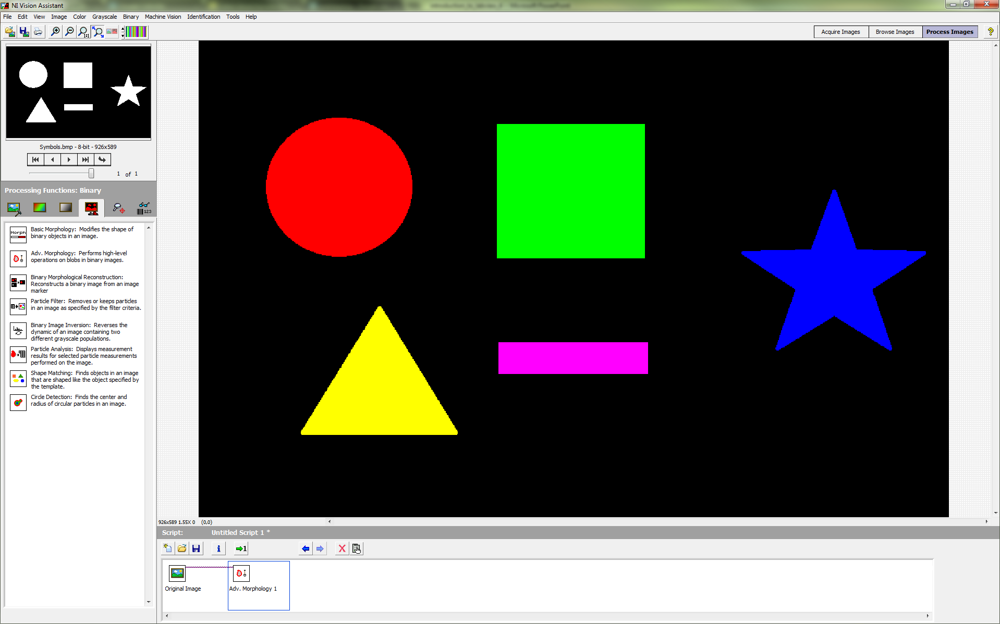 NI Vision Assistant
File Edit View Image Color Grayscale Binary Machine Vision Identification Tools Help
1:1
Acquire Images Browse Images Process Images ?
Symbols.bmp - 8-bit - 926x589
1 of 1
Processing Functions: Binary
123
Morph
Basic Morphology: Modifies the shape of
binary objects in an image.
Adv. Morphology: Performs high-level
operations on blobs in binary images.
Binary Morphological Reconstruction:
Reconstructs a binary image from an image
marker
Particle Filter: Removes or keeps particles
in an image as specified by the filter criteria.
Binary Image Inversion: Reverses the
dynamic of an image containing two
different grayscale populations.
Particle Analysis: Displays measurement
results for selected particle measurements
performed on the image.
Shape Matching: Finds objects in an image
that are shaped like the object specified by
the template.
Circle Detection: Finds the center and
radius of circular particles in an image.
926x589 1.55X 0 (0,0)
Script: Untitled Script 1 *
i 1
Original Image
Adv. Morphology 1